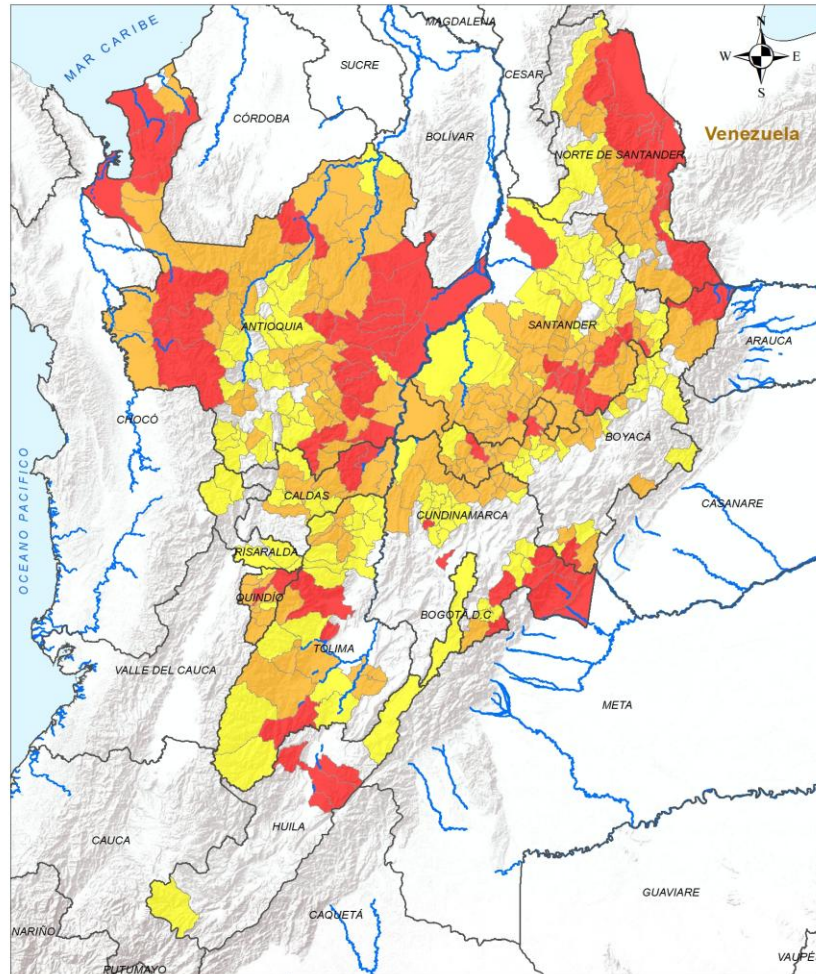 MAGDALENA
MAR CARIBE
SUCRE
CESAR
N
W E
S
CÓRDOBA
BOLÍVAR
Venezuela
NORTE DE SANTANDER
ANTIOQUIA
SANTANDER
ARAUCA
CHOCÓ
BOYACÁ
OCEANO PACIFICO
CALDAS
CUNDINAMARCA
CASANARE
RISARALDA
QUINDÍO
BOGOTÁ D.C
TOLIMA
VALLE DEL CAUCA
META
HUILA
CAUCA
GUAVIARE
CAQUETÁ
NARIÑO
PUTUMAYO
VAUPÉS